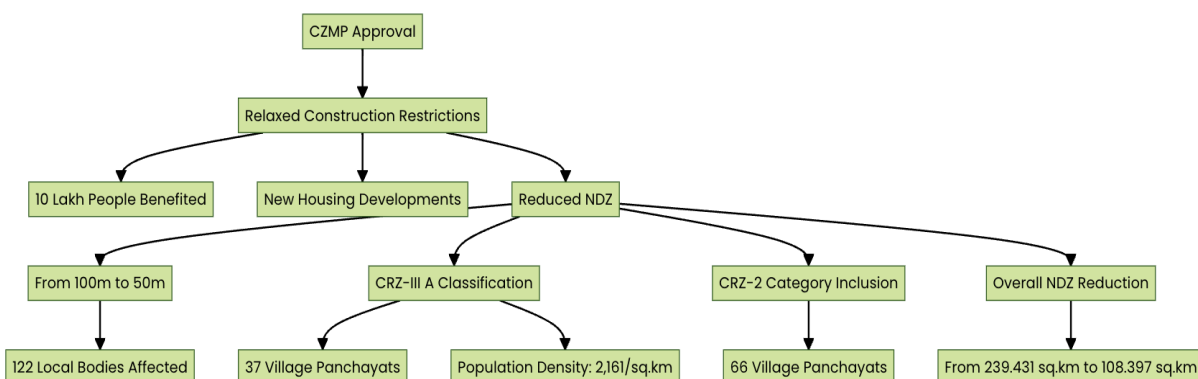 CZMP Approval
Relaxed Construction Restrictions
10 Lakh People Benefited
New Housing Developments
Reduced NDZ
From 100m to 50m
CRZ-III A Classification
CRZ-2 Category Inclusion
Overall NDZ Reduction
122 Local Bodies Affected
37 Village Panchayats
Population Density: 2,161/sq.km
66 Village Panchayats
From 239.431 sq.km to 108.397 sq.km